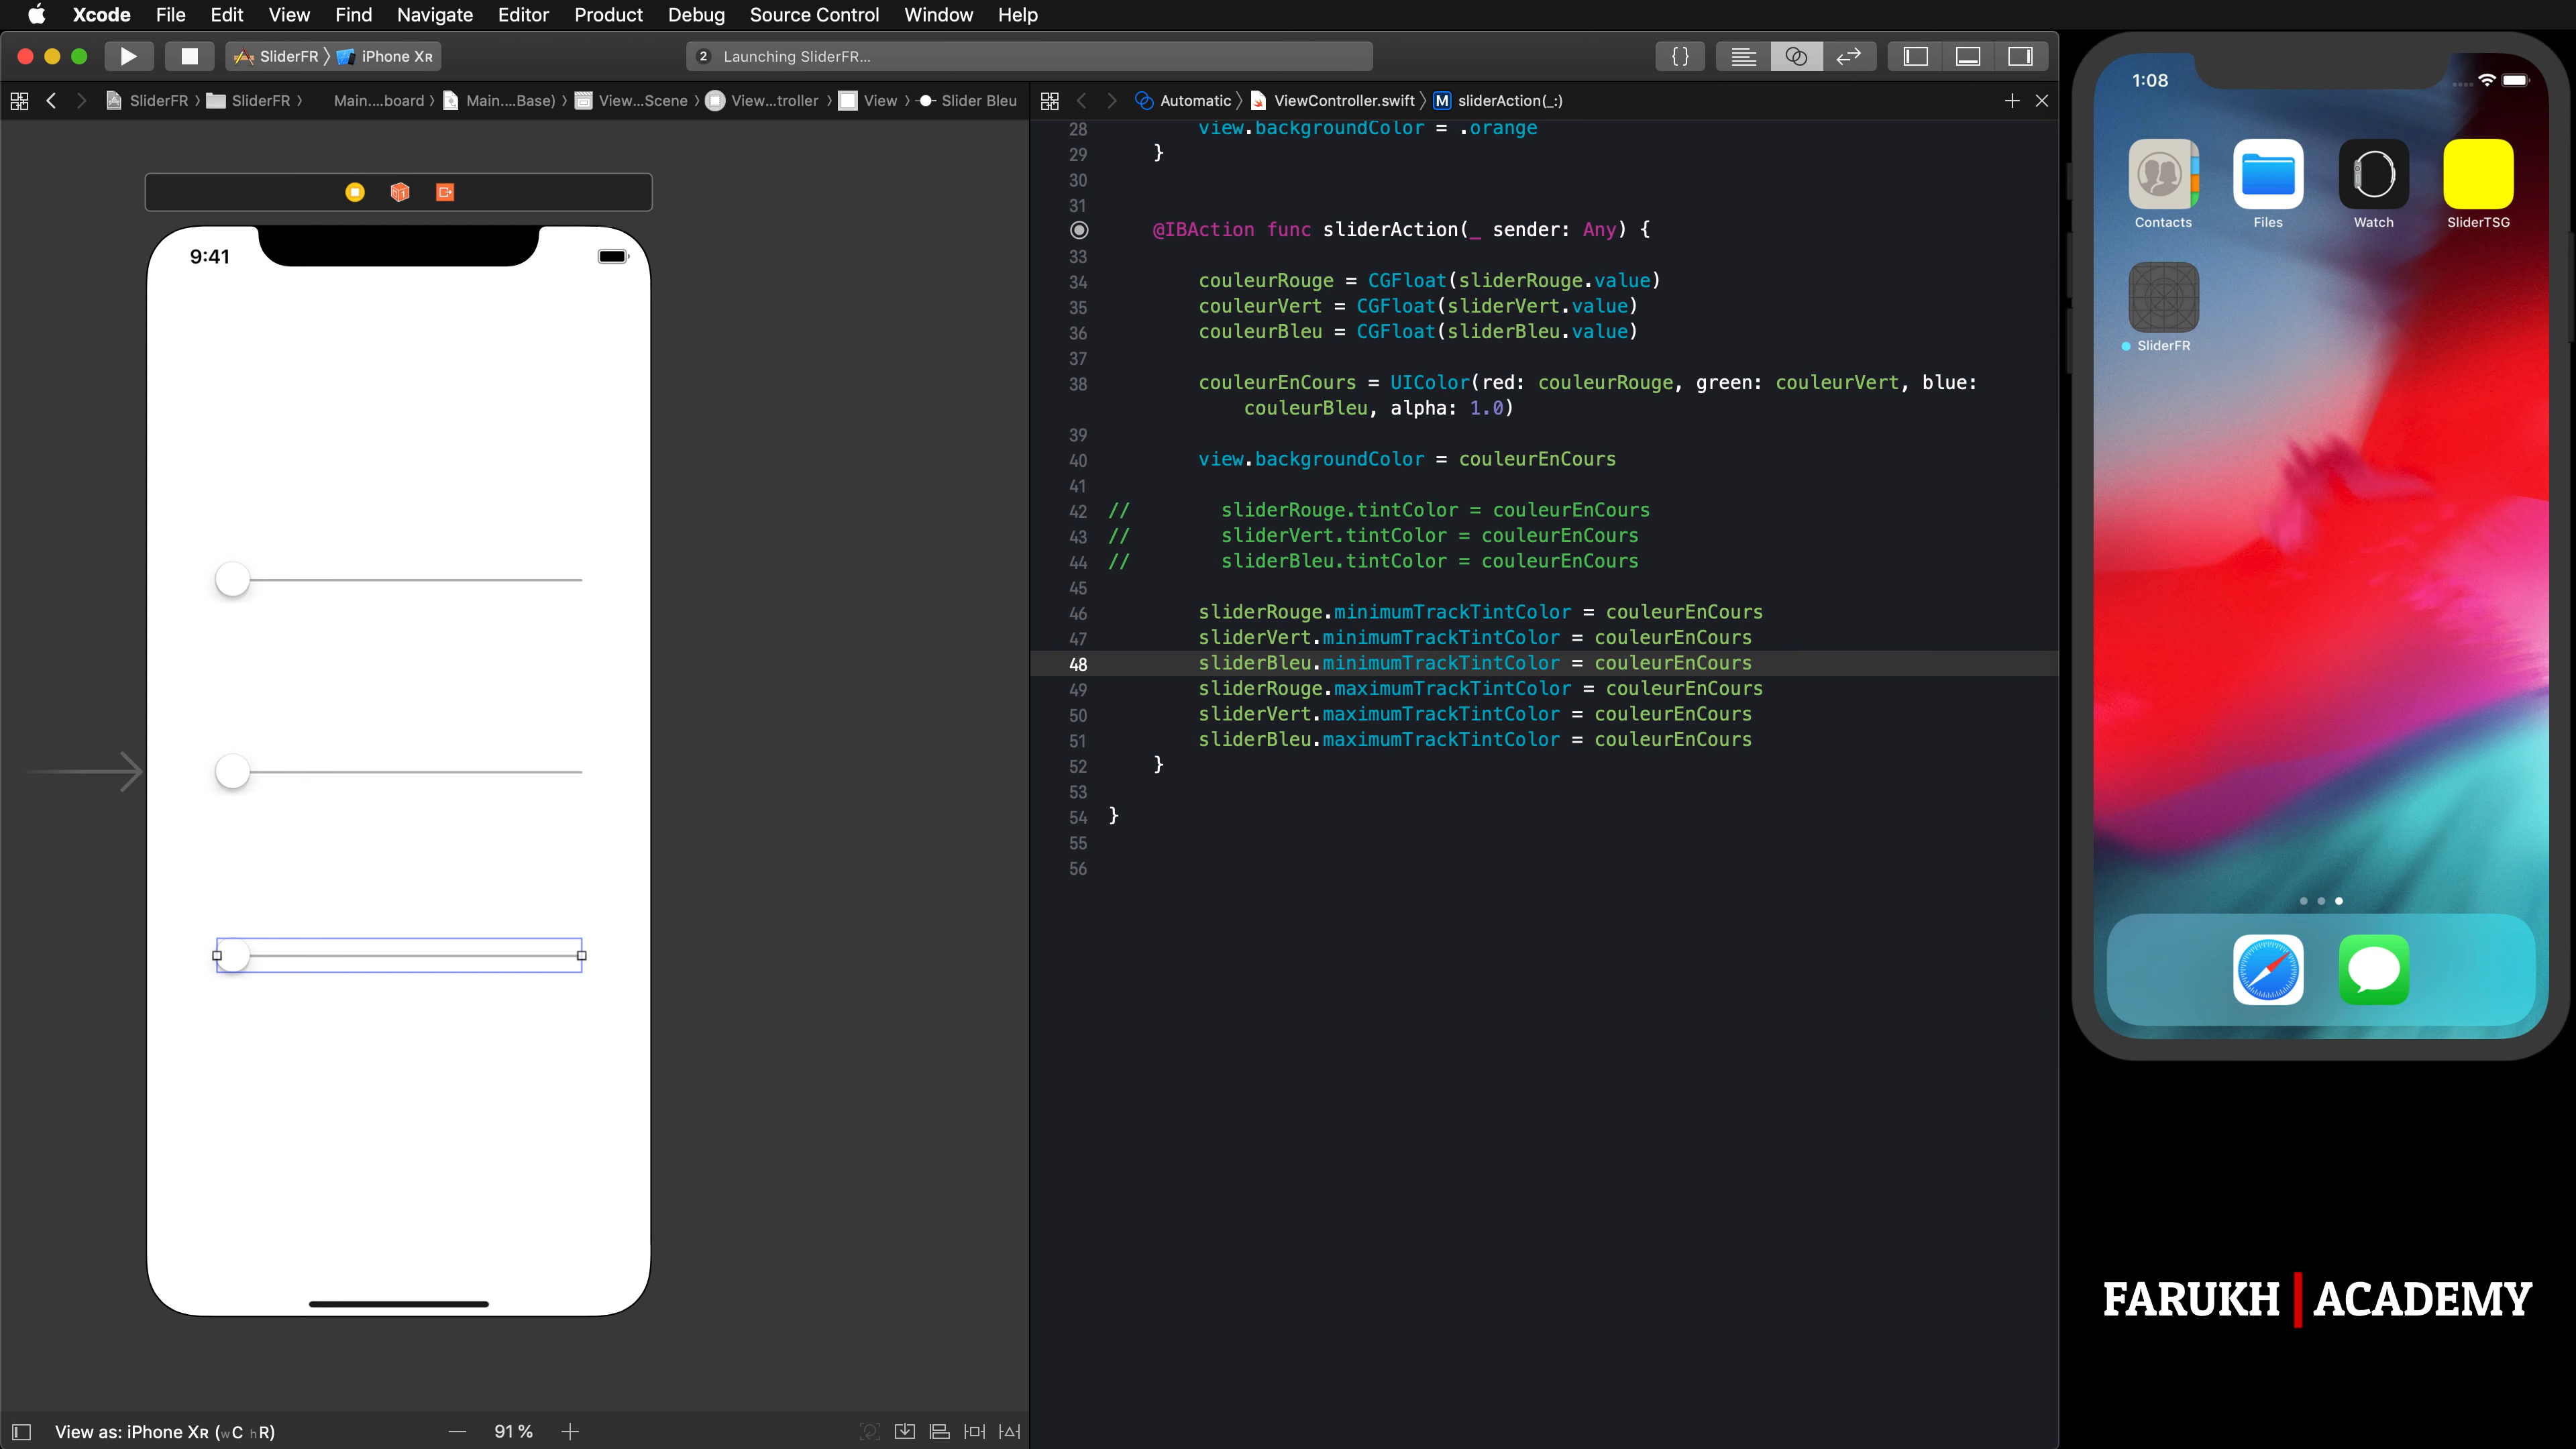 Xcode File Edit View Find Navigate Editor Product Debug Source Control Window Help
SliderFR 〉 iPhone XR
2 Launching SliderFR…
{ }
SliderFR 〉 SliderFR 〉 Main....board 〉 Main....Base) 〉 View...Scene 〉 View...troller 〉 View 〉 Slider Bleu
Automatic 〉 ViewController.swift 〉 M sliderAction(_:)
9:41
View as: iPhone XR (wC hR)
91 %
28 view.backgroundColor = .orange
29 }
30
31
@IBAction func sliderAction(_ sender: Any) {
33
34 couleurRouge = CGFloat(sliderRouge.value)
35 couleurVert = CGFloat(sliderVert.value)
36 couleurBleu = CGFloat(sliderBleu.value)
37
38 couleurEnCours = UIColor(red: couleurRouge, green: couleurVert, blue:
couleurBleu, alpha: 1.0)
39
40 view.backgroundColor = couleurEnCours
41
42 // sliderRouge.tintColor = couleurEnCours
43 // sliderVert.tintColor = couleurEnCours
44 // sliderBleu.tintColor = couleurEnCours
45
46 sliderRouge.minimumTrackTintColor = couleurEnCours
47 sliderVert.minimumTrackTintColor = couleurEnCours
48 sliderBleu.minimumTrackTintColor = couleurEnCours
49 sliderRouge.maximumTrackTintColor = couleurEnCours
50 sliderVert.maximumTrackTintColor = couleurEnCours
51 sliderBleu.maximumTrackTintColor = couleurEnCours
52 }
53
54 }
55
56
1:08
Contacts Files Watch SliderTSG
SliderFR
FARUKH | ACADEMY